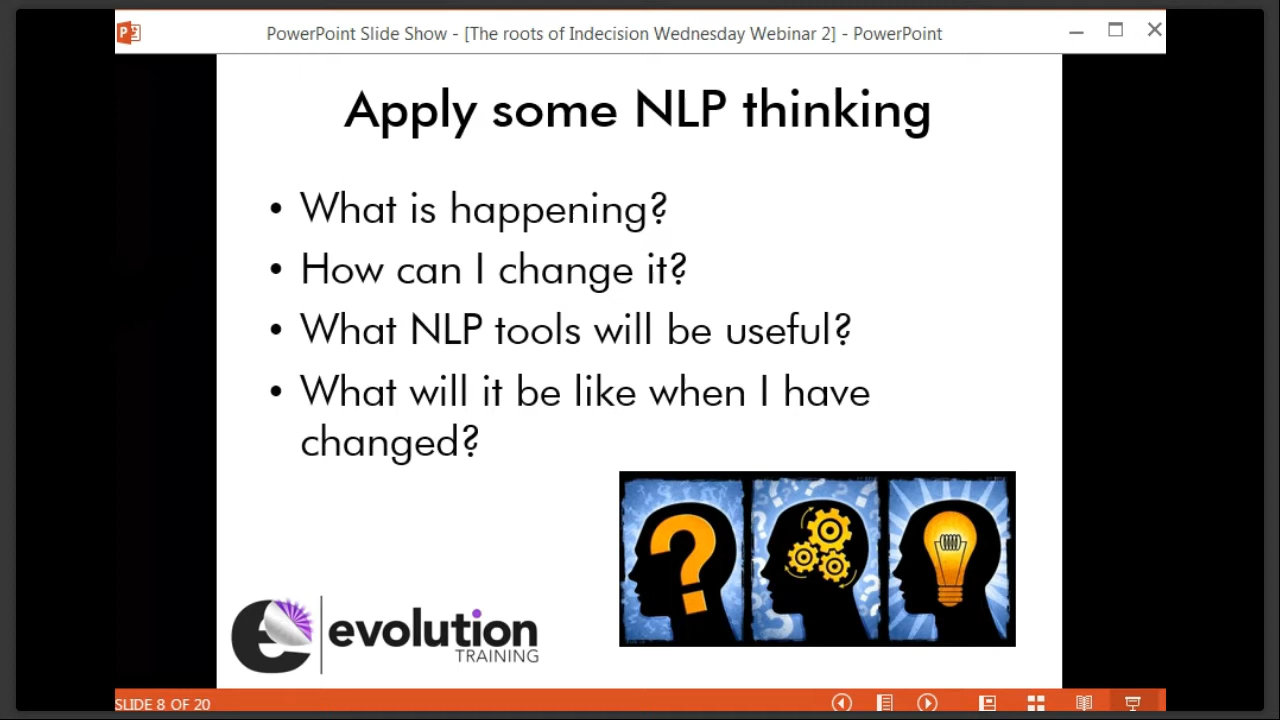 PowerPoint Slide Show - [The roots of Indecision Wednesday Webinar 2] - PowerPoint
Apply some NLP thinking
• What is happening?
• How can I change it?
• What NLP tools will be useful?
• What will it be like when I have
changed?
evolution
TRAINING
SLIDE 8 OF 20